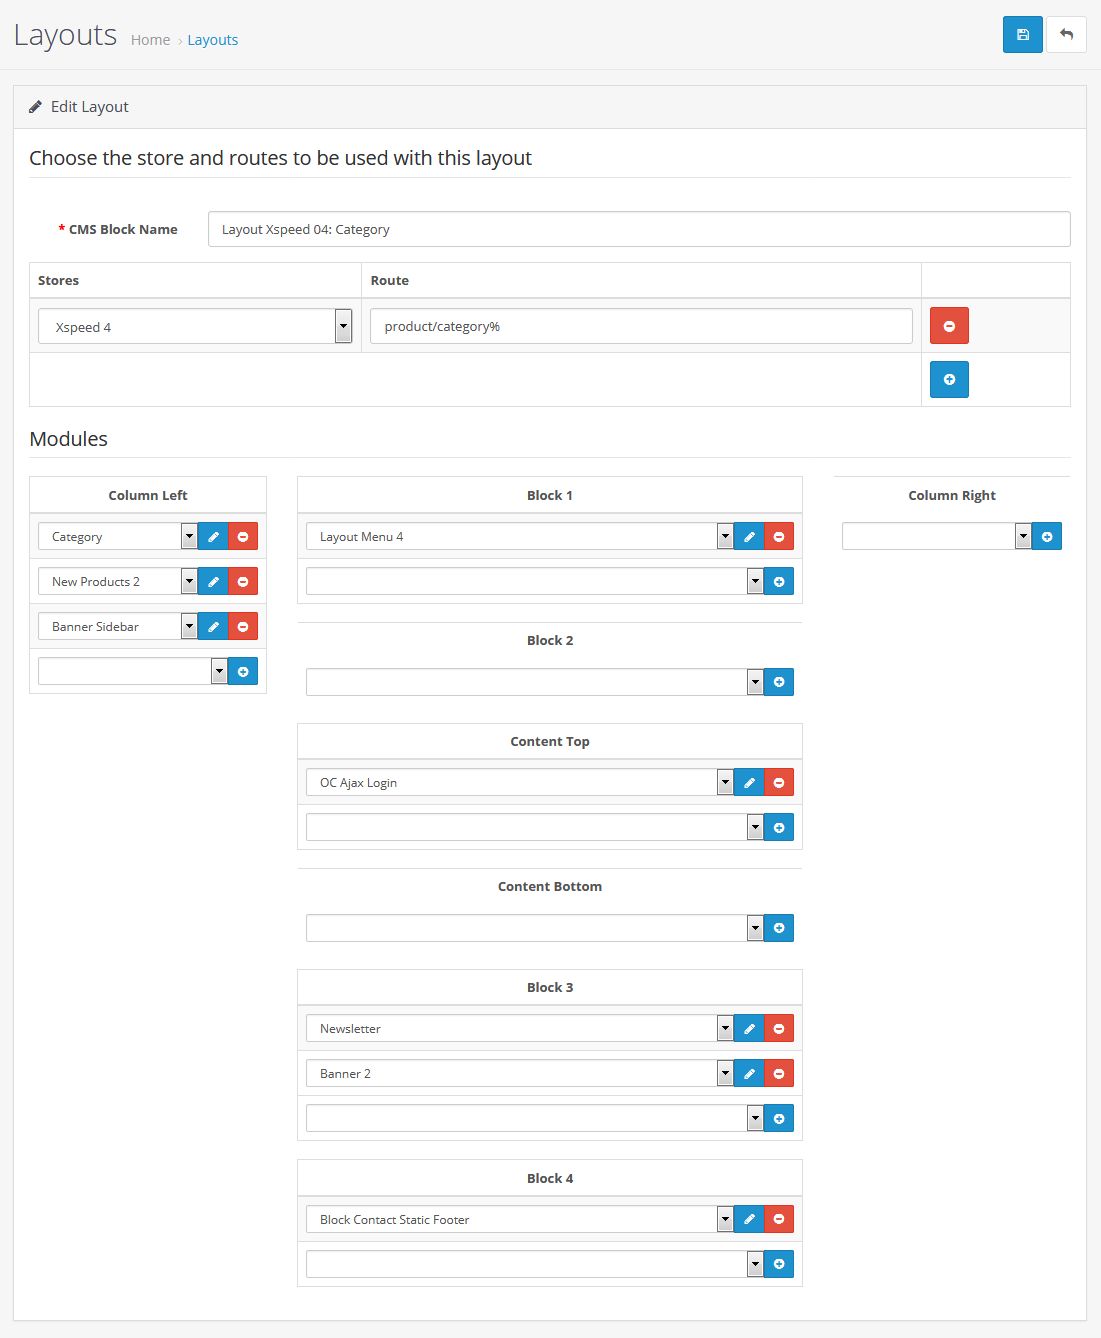 Layouts Home › Layouts
Edit Layout
Choose the store and routes to be used with this layout
* CMS Block Name Layout Xspeed 04: Category
Stores Route
Xspeed 4 product/category%
Modules
Column Left
Category
New Products 2
Banner Sidebar
Block 1
Layout Menu 4
Block 2
Content Top
OC Ajax Login
Content Bottom
Block 3
Newsletter
Banner 2
Block 4
Block Contact Static Footer
Column Right